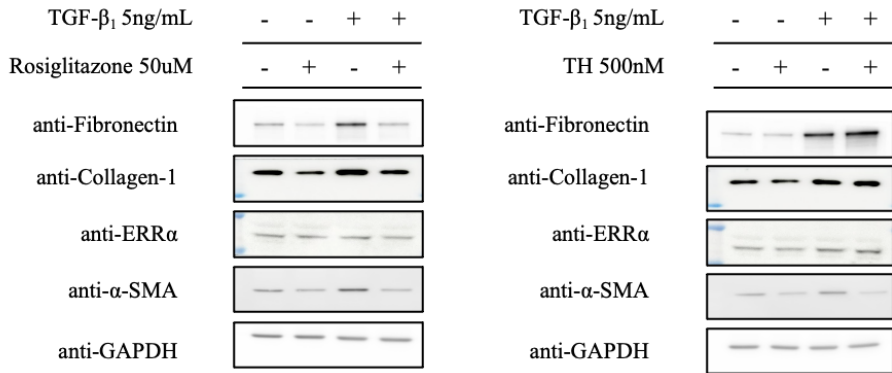 TGF-β₁ 5ng/mL - - + +
Rosiglitazone 50uM - + - +
anti-Fibronectin
anti-Collagen-1
anti-ERRα
anti-α-SMA
anti-GAPDH
TGF-β₁ 5ng/mL - - + +
TH 500nM - + - +
anti-Fibronectin
anti-Collagen-1
anti-ERRα
anti-α-SMA
anti-GAPDH